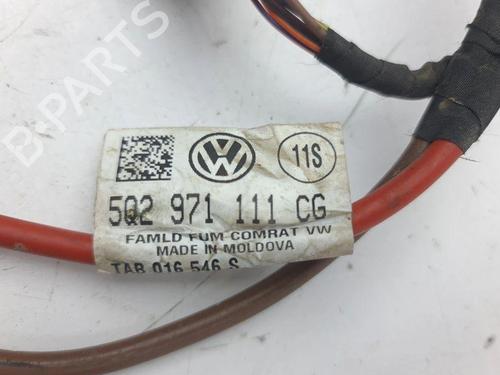 B-PARTS
11S
5Q2 971 111 CG
FAMLD FUM COMRAT VW
MADE IN MOLDOVA
TAB 016 546 S